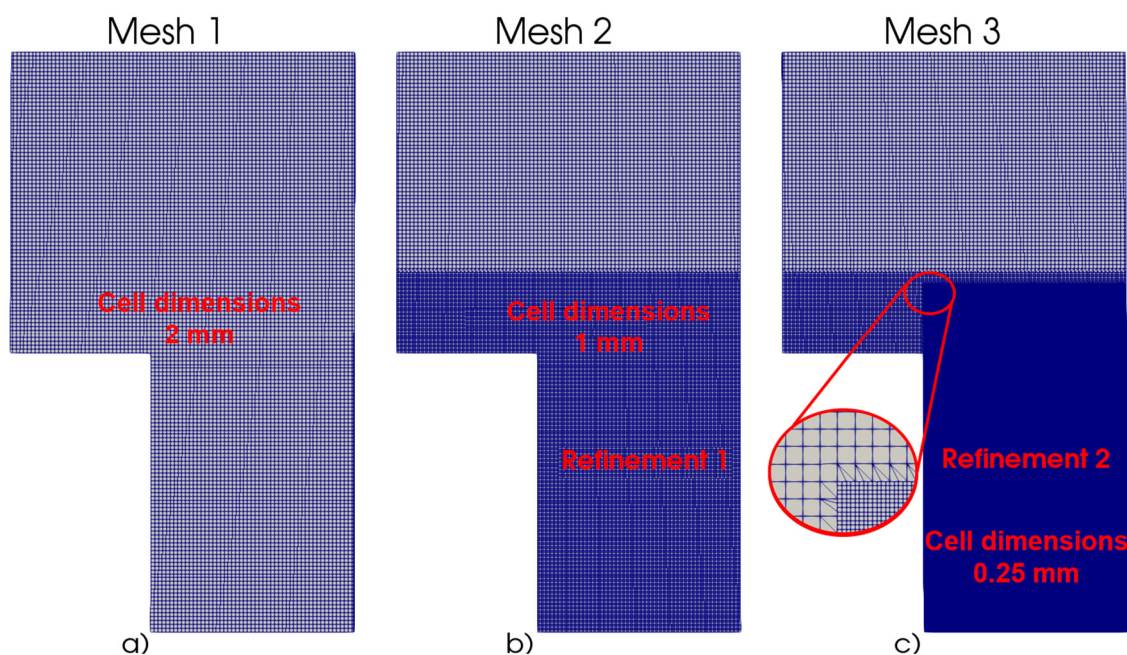 Mesh 1
Mesh 2
Mesh 3
Cell dimensions
2 mm
Cell dimensions
1 mm
Refinement 1
Refinement 2
Cell dimensions
0.25 mm
a)
b)
c)